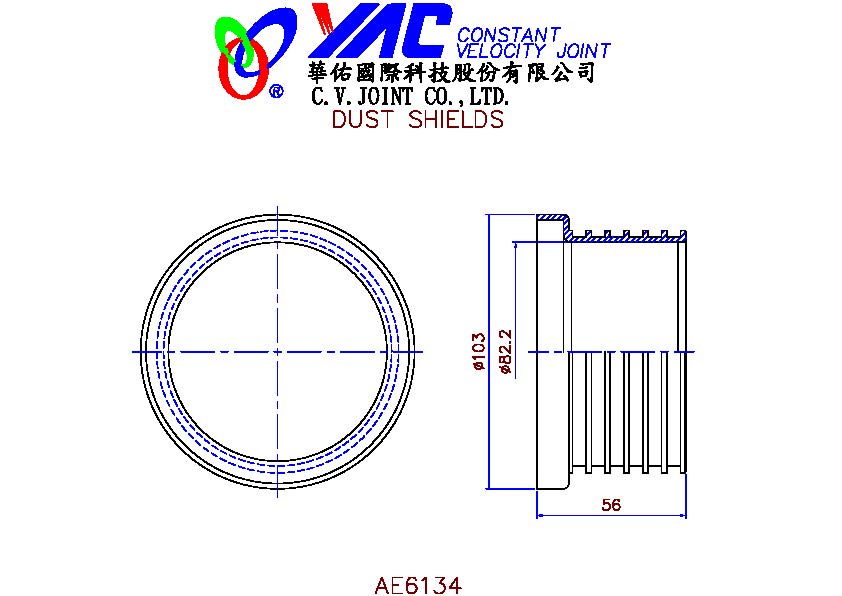 YAC CONSTANT
VELOCITY JOINT
華佑國際科技股份有限公司
®
C.V.JOINT CO.,LTD.
DUST SHIELDS
ø103
ø82.2
56
AE6134